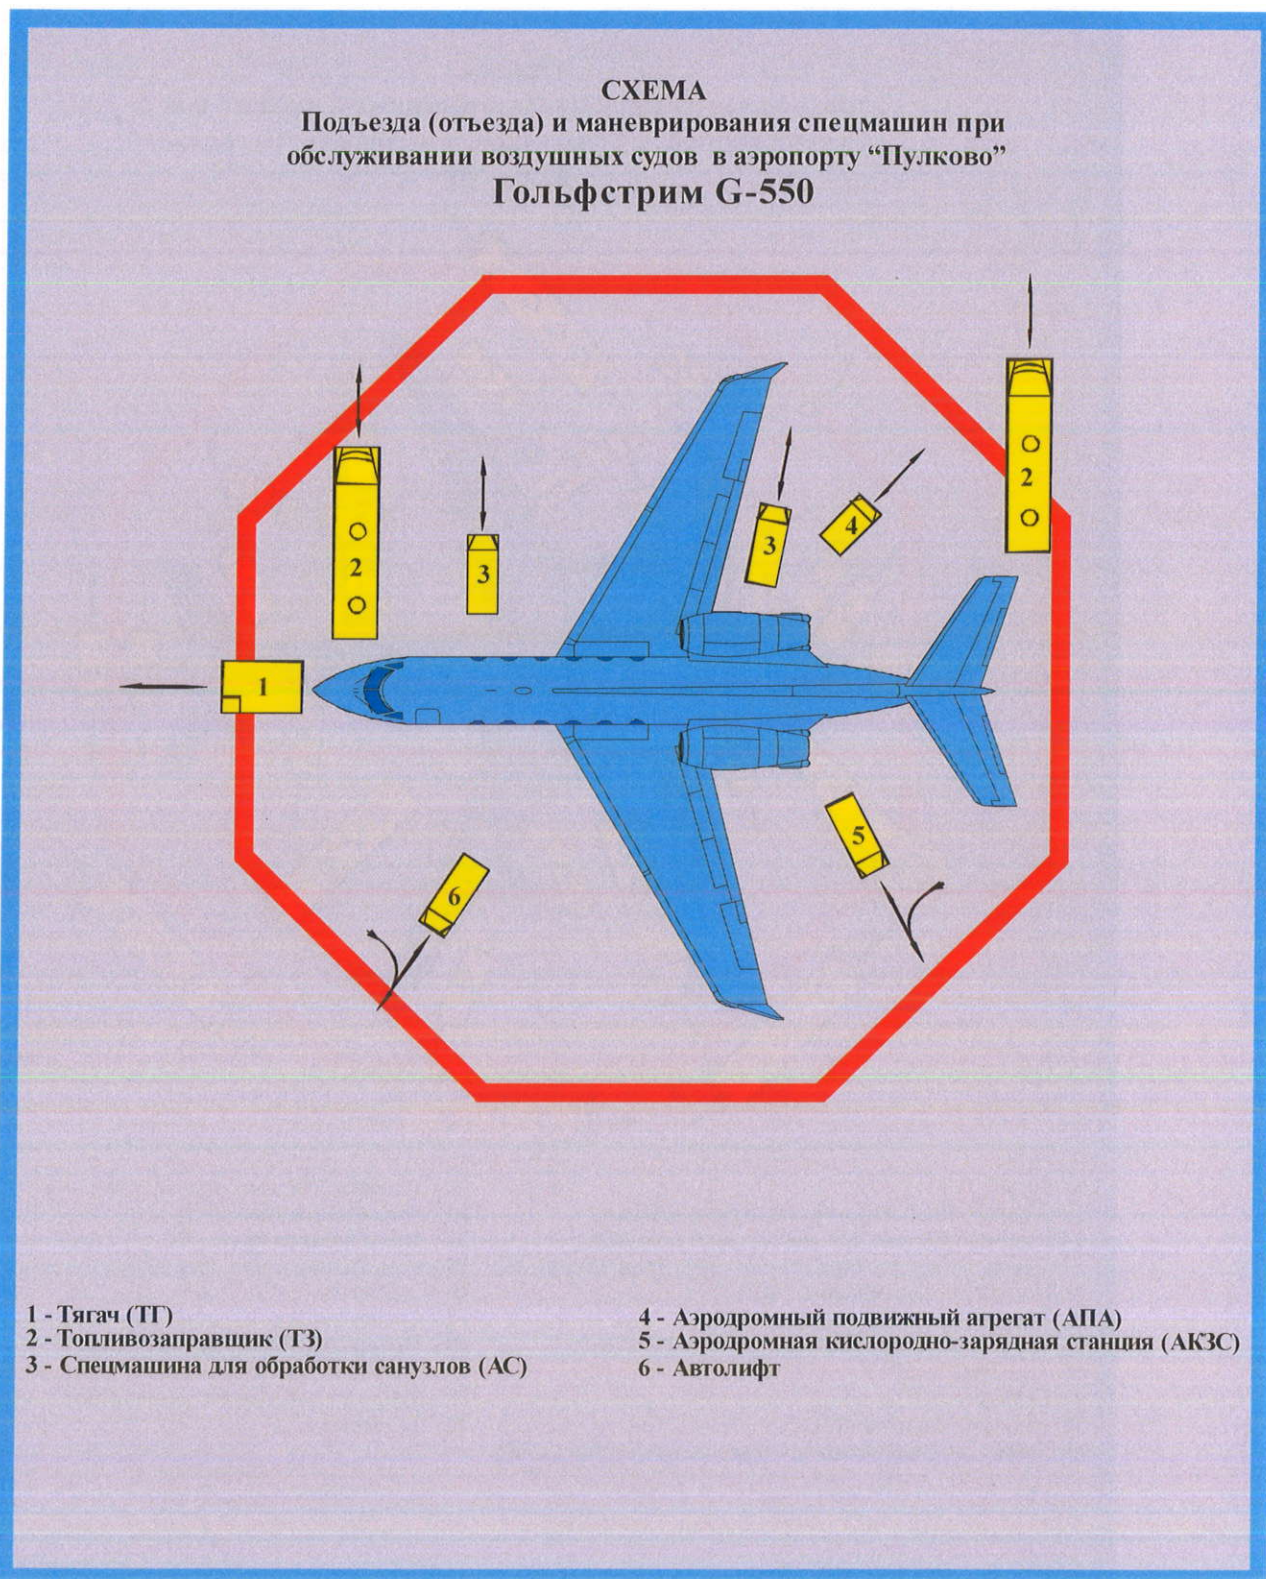 СХЕМА
Подъезда (отъезда) и маневрирования спецмашин при
обслуживании воздушных судов в аэропорту “Пулково”
Гольфстрим G-550
2
2
3
3
4
1
5
6
1 - Тягач (ТГ)
2 - Топливозаправщик (ТЗ)
3 - Спецмашина для обработки санузлов (АС)
4 - Аэродромный подвижный агрегат (АПА)
5 - Аэродромная кислородно-зарядная станция (АКЗС)
6 - Автолифт